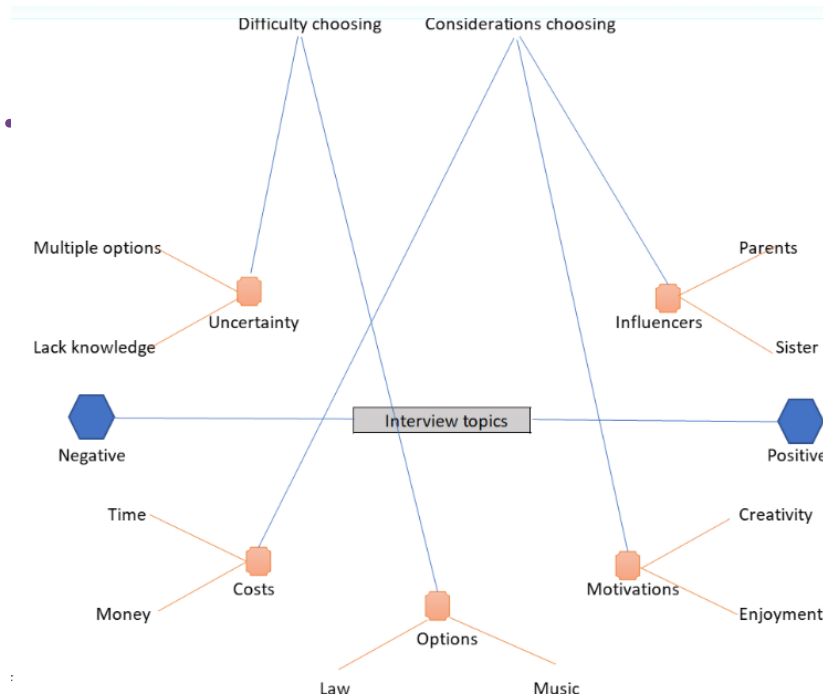 Difficulty choosing
Considerations choosing
Multiple options
Parents
Uncertainty
Influencers
Lack knowledge
Sister
Interview topics
Negative
Positive
Time
Creativity
Costs
Motivations
Money
Enjoyment
Options
Law
Music